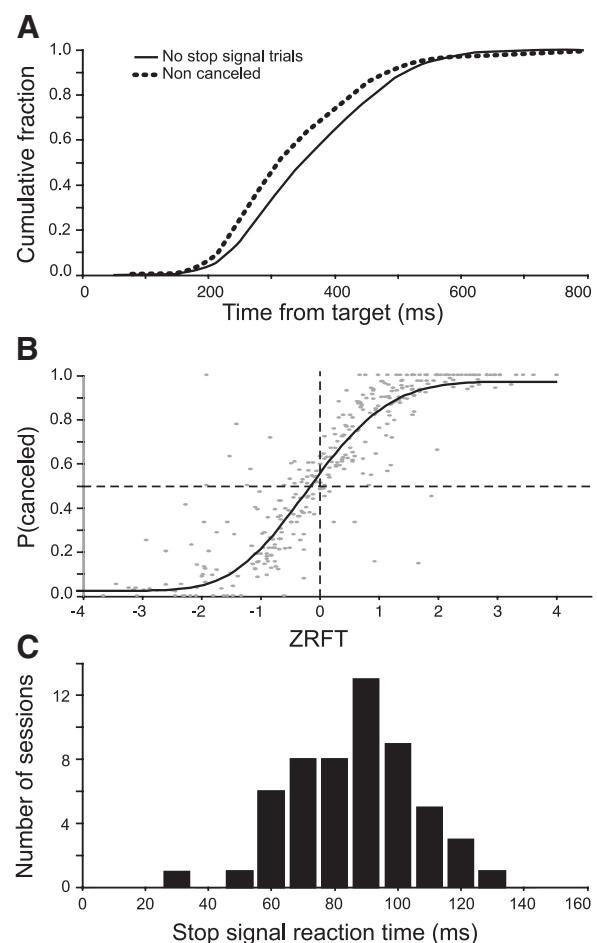 A
1.0
0.8
0.6
0.4
0.2
0.0
Cumulative fraction
No stop signal trials
Non canceled
0 200 400 600 800
Time from target (ms)
B
1.0
0.8
0.6
0.4
0.2
0.0
P(canceled)
-4 -3 -2 -1 0 1 2 3 4
ZRFT
C
12
8
4
0
Number of sessions
0 20 40 60 80 100 120 140 160
Stop signal reaction time (ms)